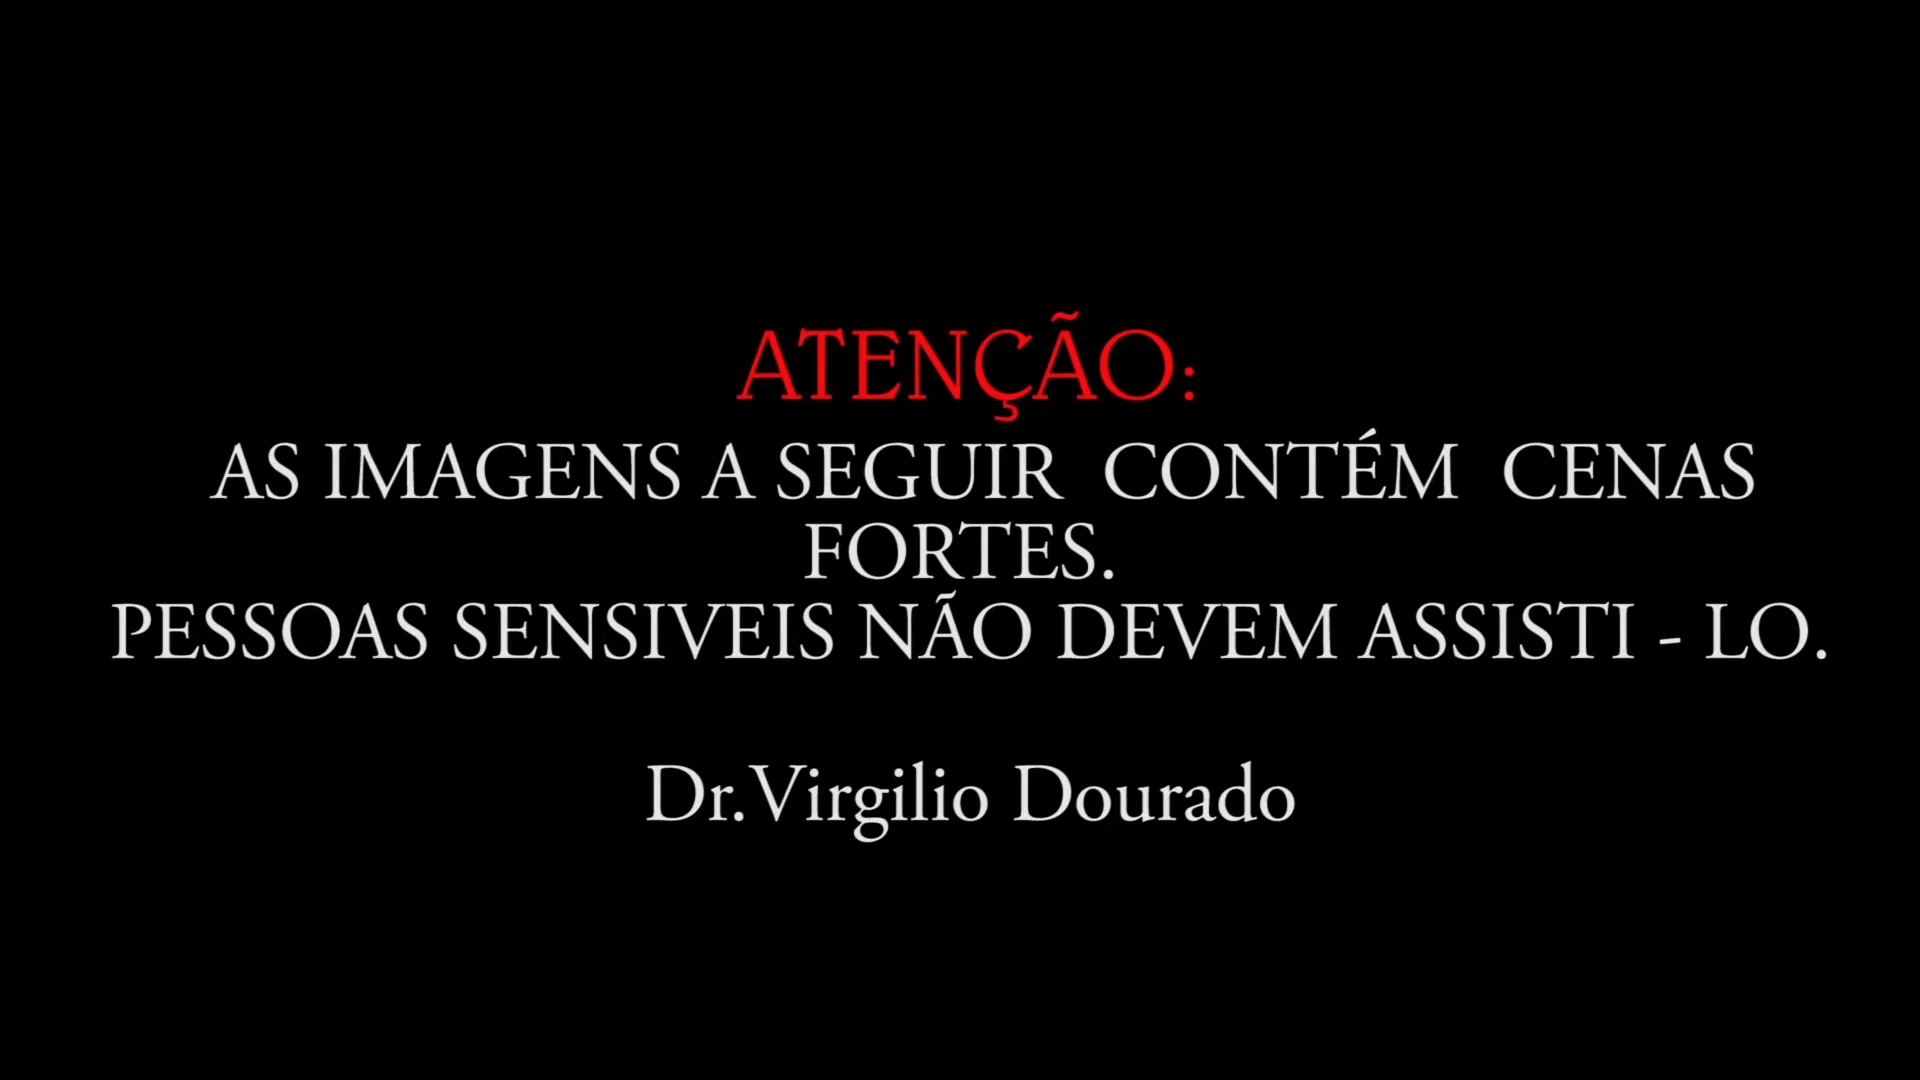 ATENÇÃO:
AS IMAGENS A SEGUIR CONTÉM CENAS
FORTES.
PESSOAS SENSIVEIS NÃO DEVEM ASSISTI - LO.
Dr.Virgilio Dourado